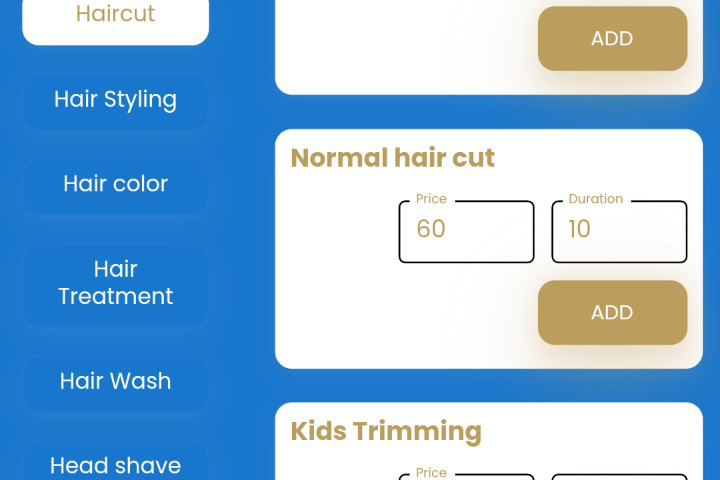 Haircut
Hair Styling
Hair color
Hair
Treatment
Hair Wash
Head shave
ADD
Normal hair cut
Price
Duration
60
10
ADD
Kids Trimming
Price